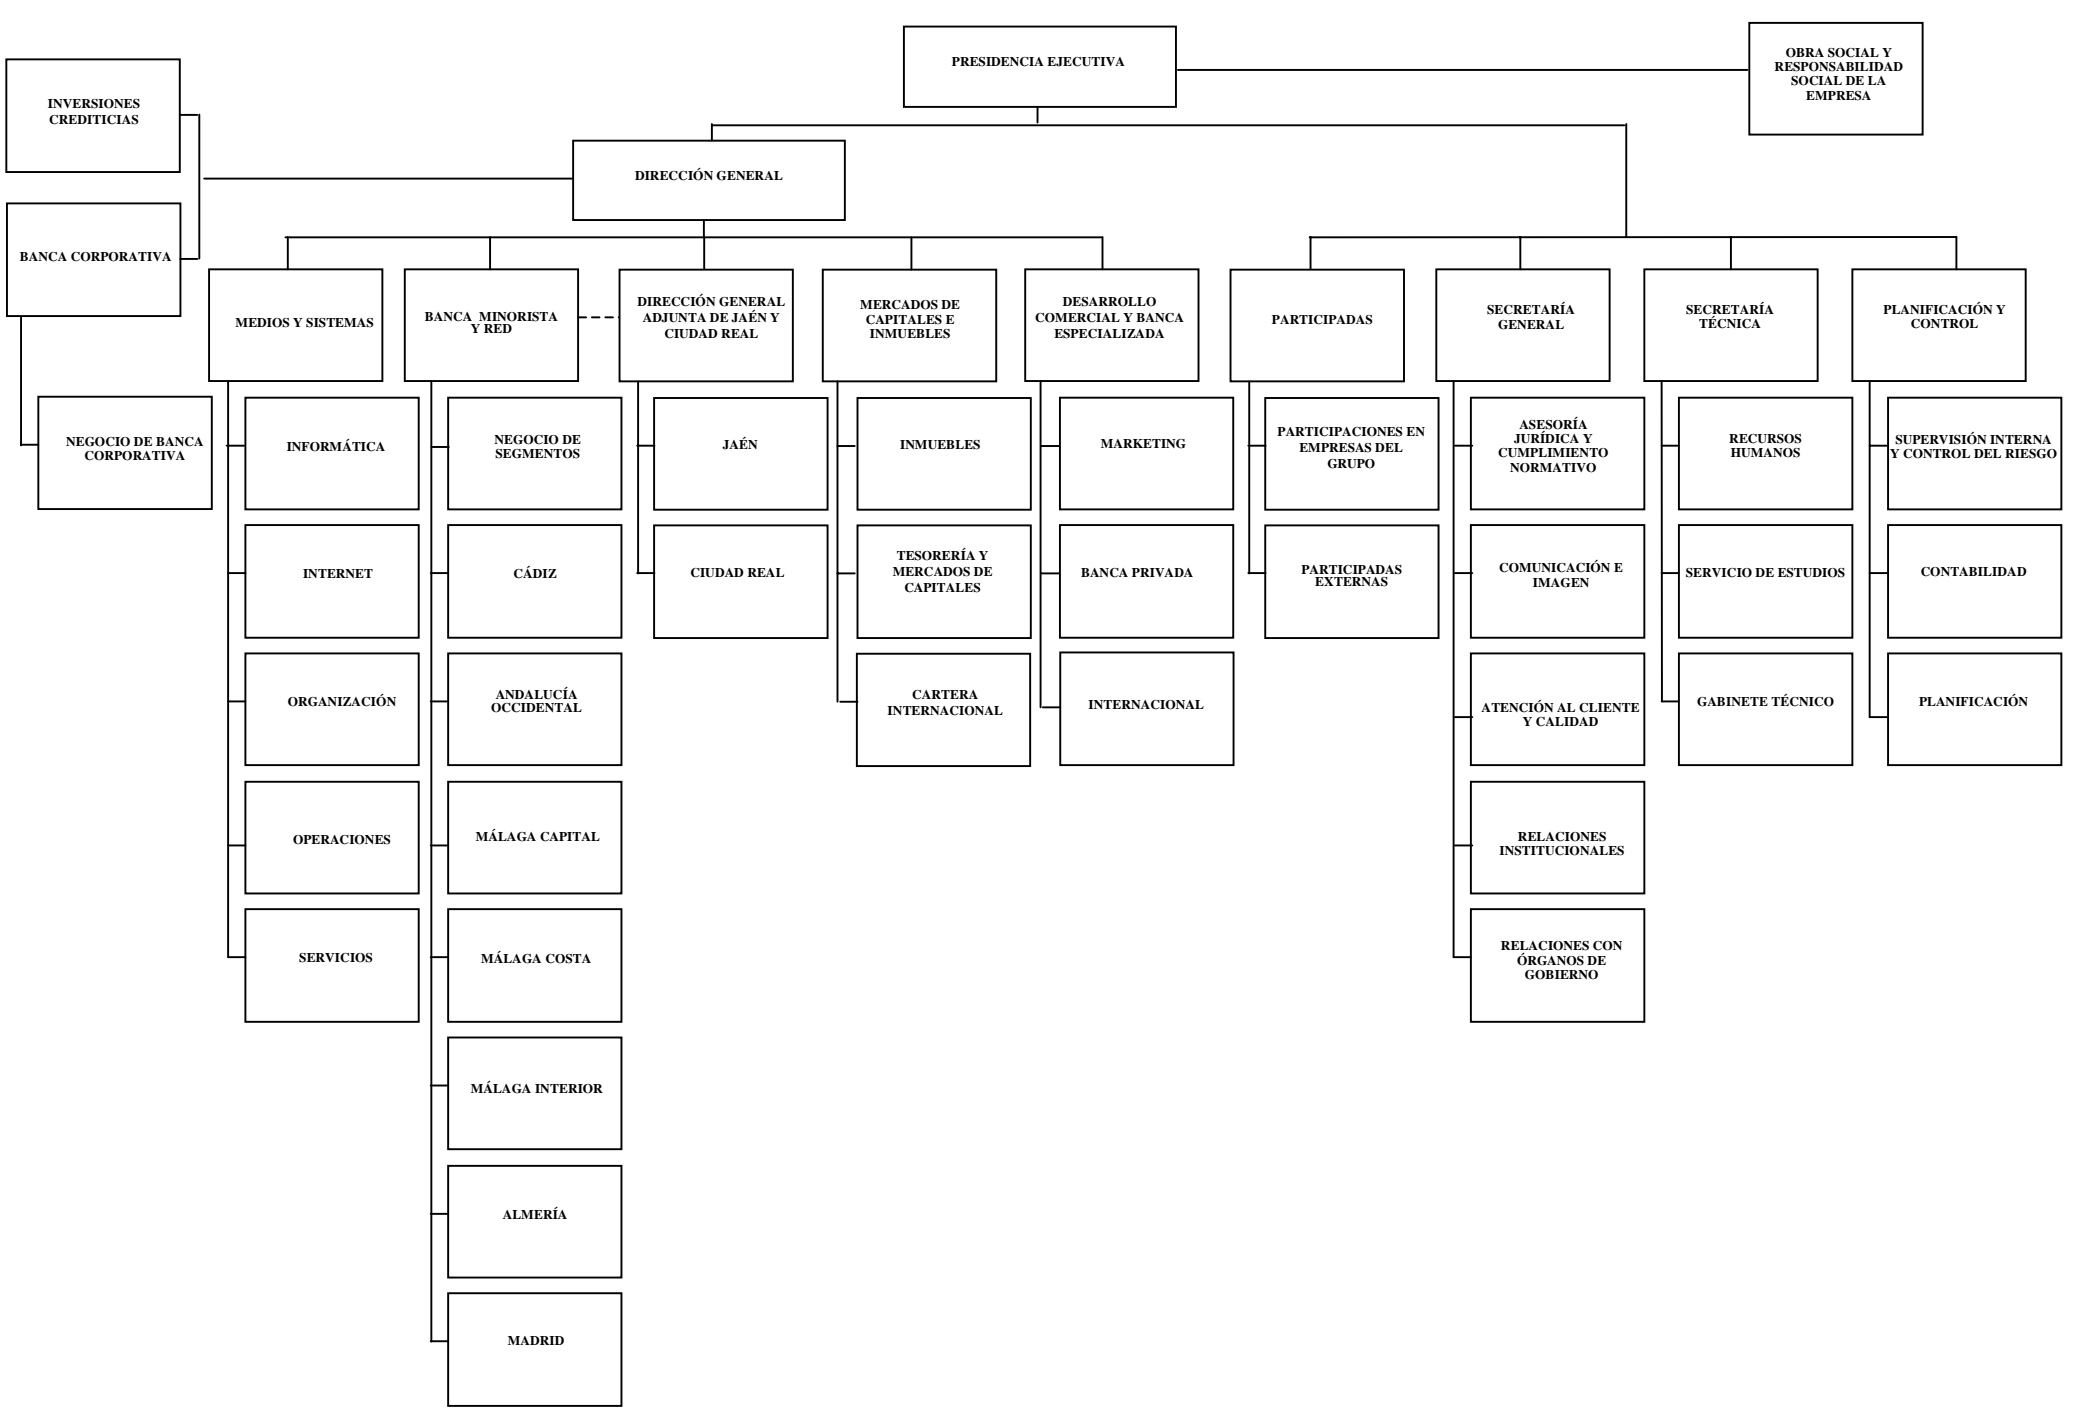 PRESIDENCIA EJECUTIVA
OBRA SOCIAL Y
RESPONSABILIDAD
SOCIAL DE LA
EMPRESA
INVERSIONES
CREDITICIAS
DIRECCIÓN GENERAL
BANCA CORPORATIVA
NEGOCIO DE BANCA
CORPORATIVA
MEDIOS Y SISTEMAS
BANCA MINORISTA
Y RED
DIRECCIÓN GENERAL
ADJUNTA DE JAÉN Y
CIUDAD REAL
MERCADOS DE
CAPITALES E
INMUEBLES
DESARROLLO
COMERCIAL Y BANCA
ESPECIALIZADA
PARTICIPADAS
SECRETARÍA
GENERAL
SECRETARÍA
TÉCNICA
PLANIFICACIÓN Y
CONTROL
INFORMÁTICA
INTERNET
ORGANIZACIÓN
OPERACIONES
SERVICIOS
NEGOCIO DE
SEGMENTOS
CÁDIZ
ANDALUCÍA
OCCIDENTAL
MÁLAGA CAPITAL
MÁLAGA COSTA
MÁLAGA INTERIOR
ALMERÍA
MADRID
JAÉN
CIUDAD REAL
INMUEBLES
TESORERÍA Y
MERCADOS DE
CAPITALES
CARTERA
INTERNACIONAL
MARKETING
BANCA PRIVADA
INTERNACIONAL
PARTICIPACIONES EN
EMPRESAS DEL
GRUPO
PARTICIPADAS
EXTERNAS
ASESORÍA
JURÍDICA Y
CUMPLIMIENTO
NORMATIVO
COMUNICACIÓN E
IMAGEN
ATENCIÓN AL CLIENTE
Y CALIDAD
RELACIONES
INSTITUCIONALES
RELACIONES CON
ÓRGANOS DE
GOBIERNO
RECURSOS
HUMANOS
SERVICIO DE ESTUDIOS
GABINETE TÉCNICO
SUPERVISIÓN INTERNA
Y CONTROL DEL RIESGO
CONTABILIDAD
PLANIFICACIÓN